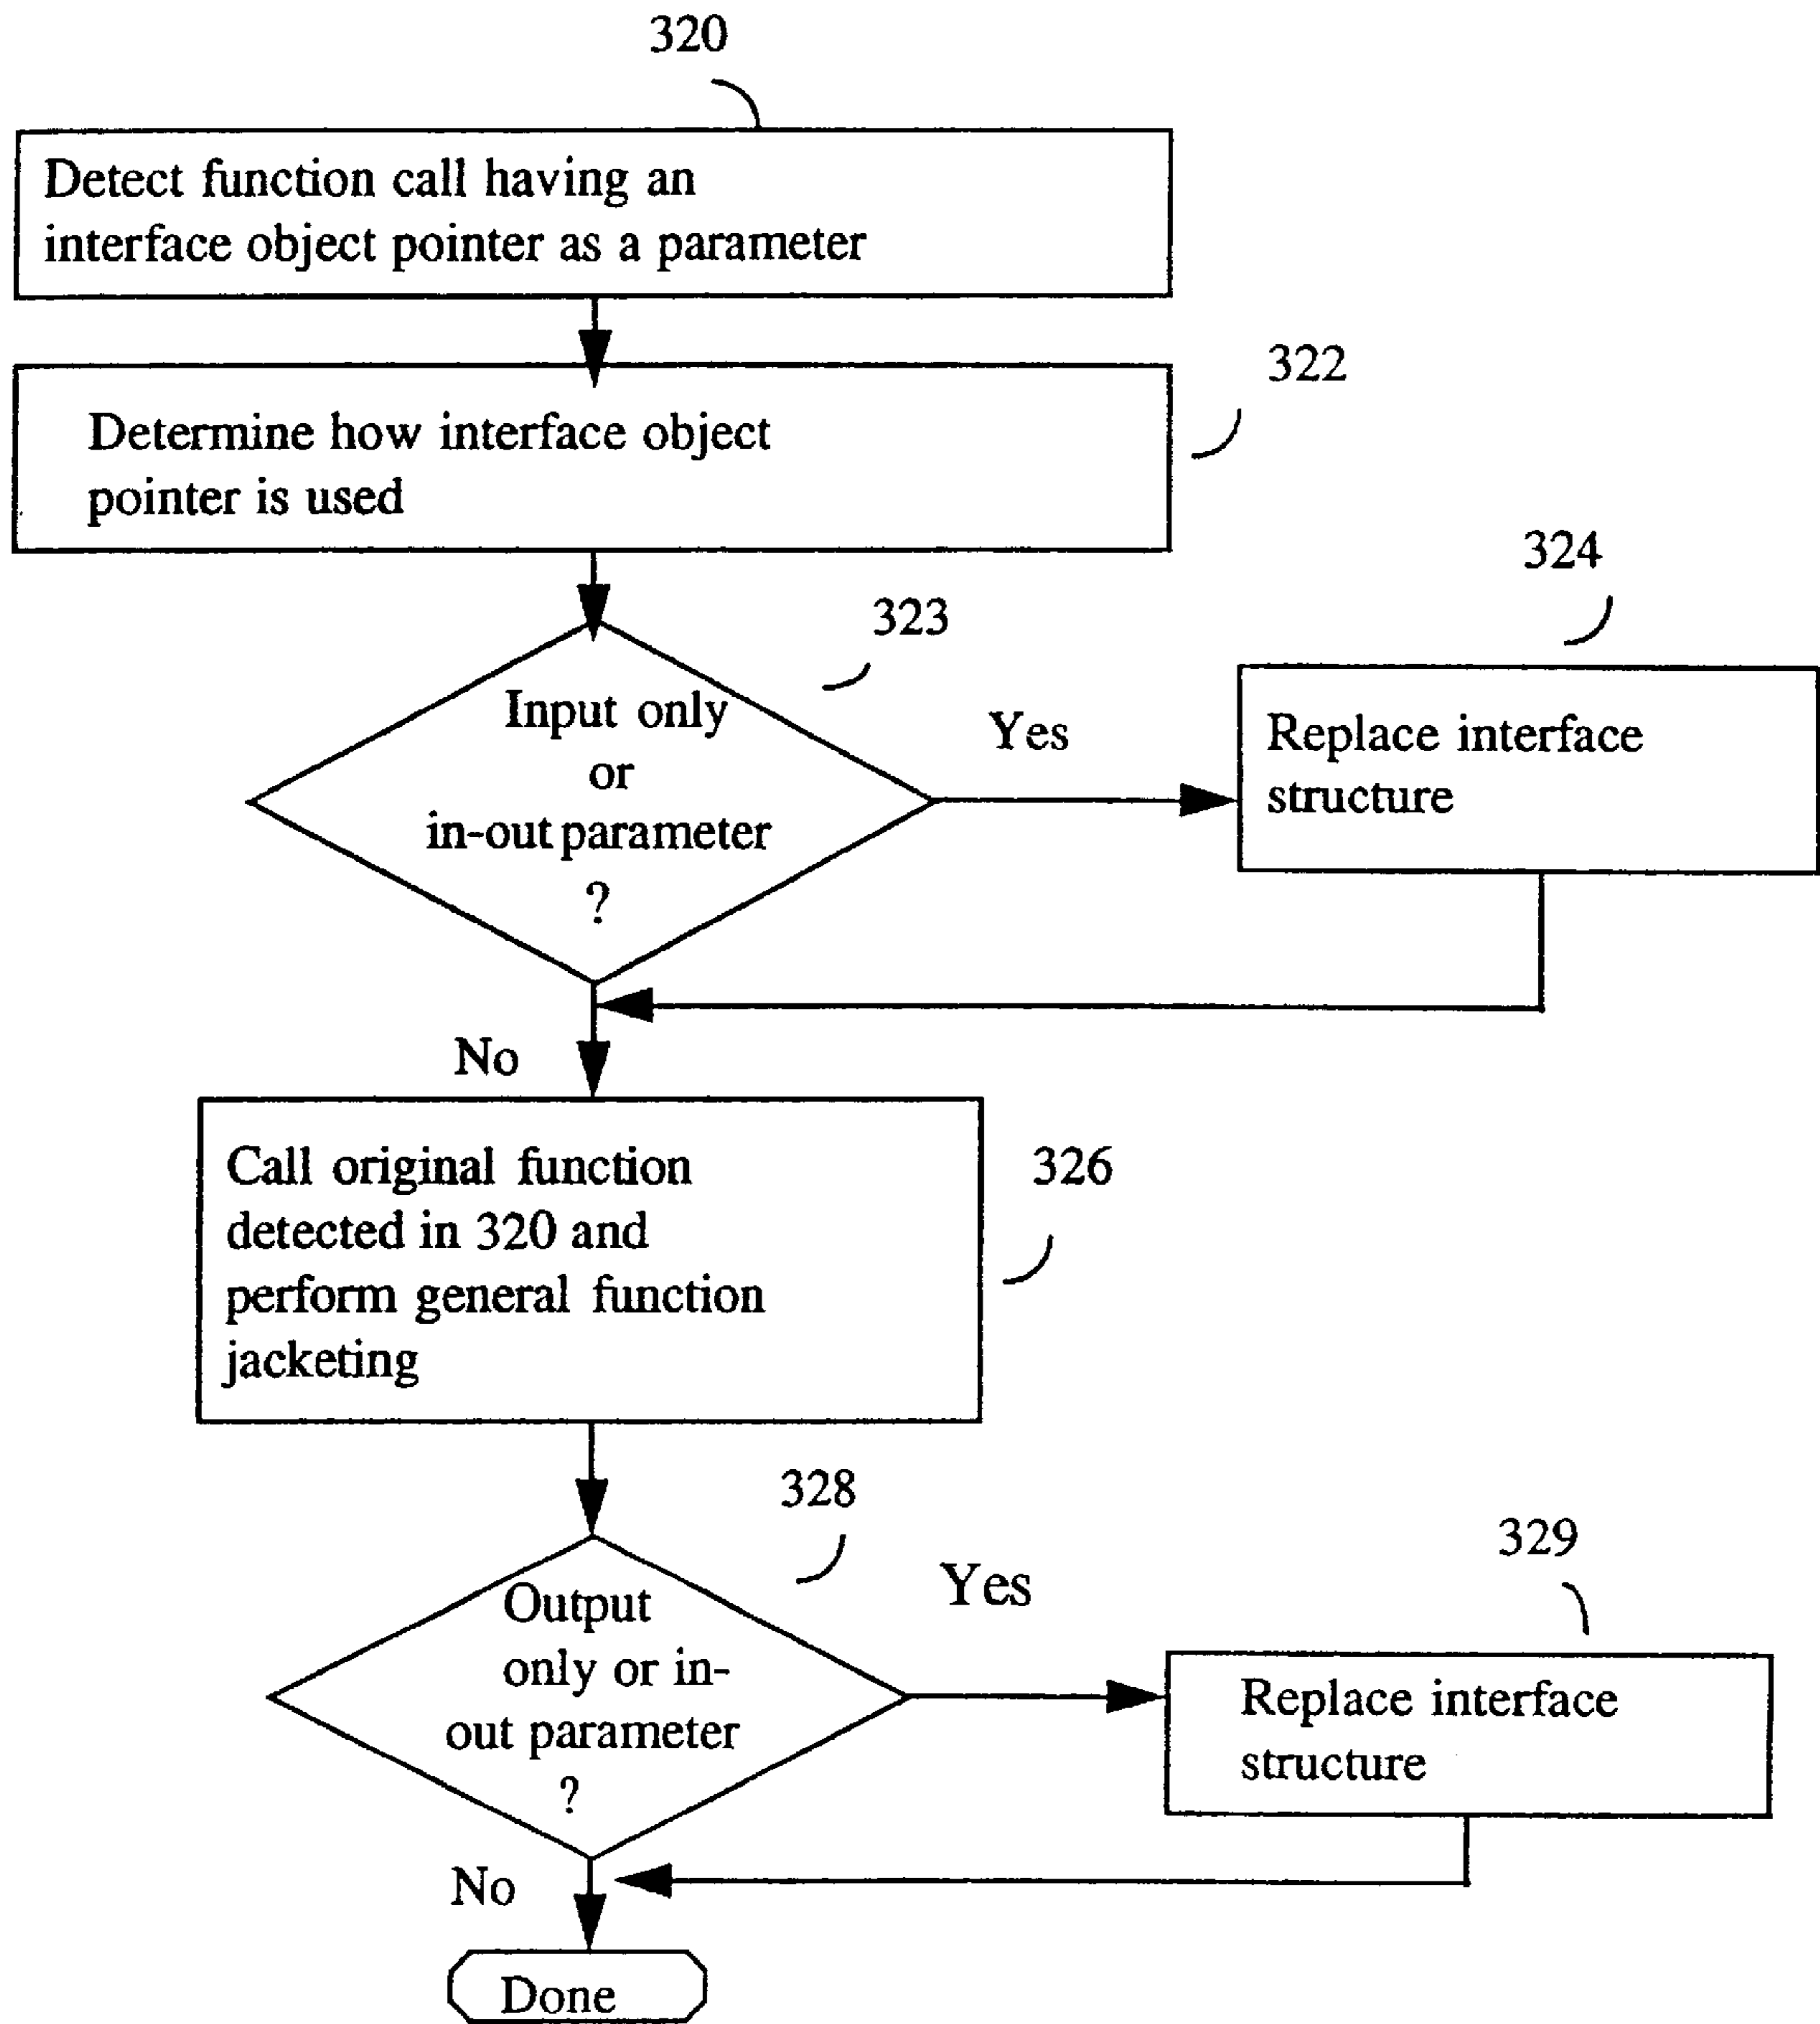 320
Detect function call having an
interface object pointer as a parameter
322
Determine how interface object
pointer is used
323
Input only
or
in-out parameter
?
Yes
324
Replace interface
structure
No
326
Call original function
detected in 320 and
perform general function
jacketing
328
Output
only or in-
out parameter
?
Yes
329
Replace interface
structure
No
Done